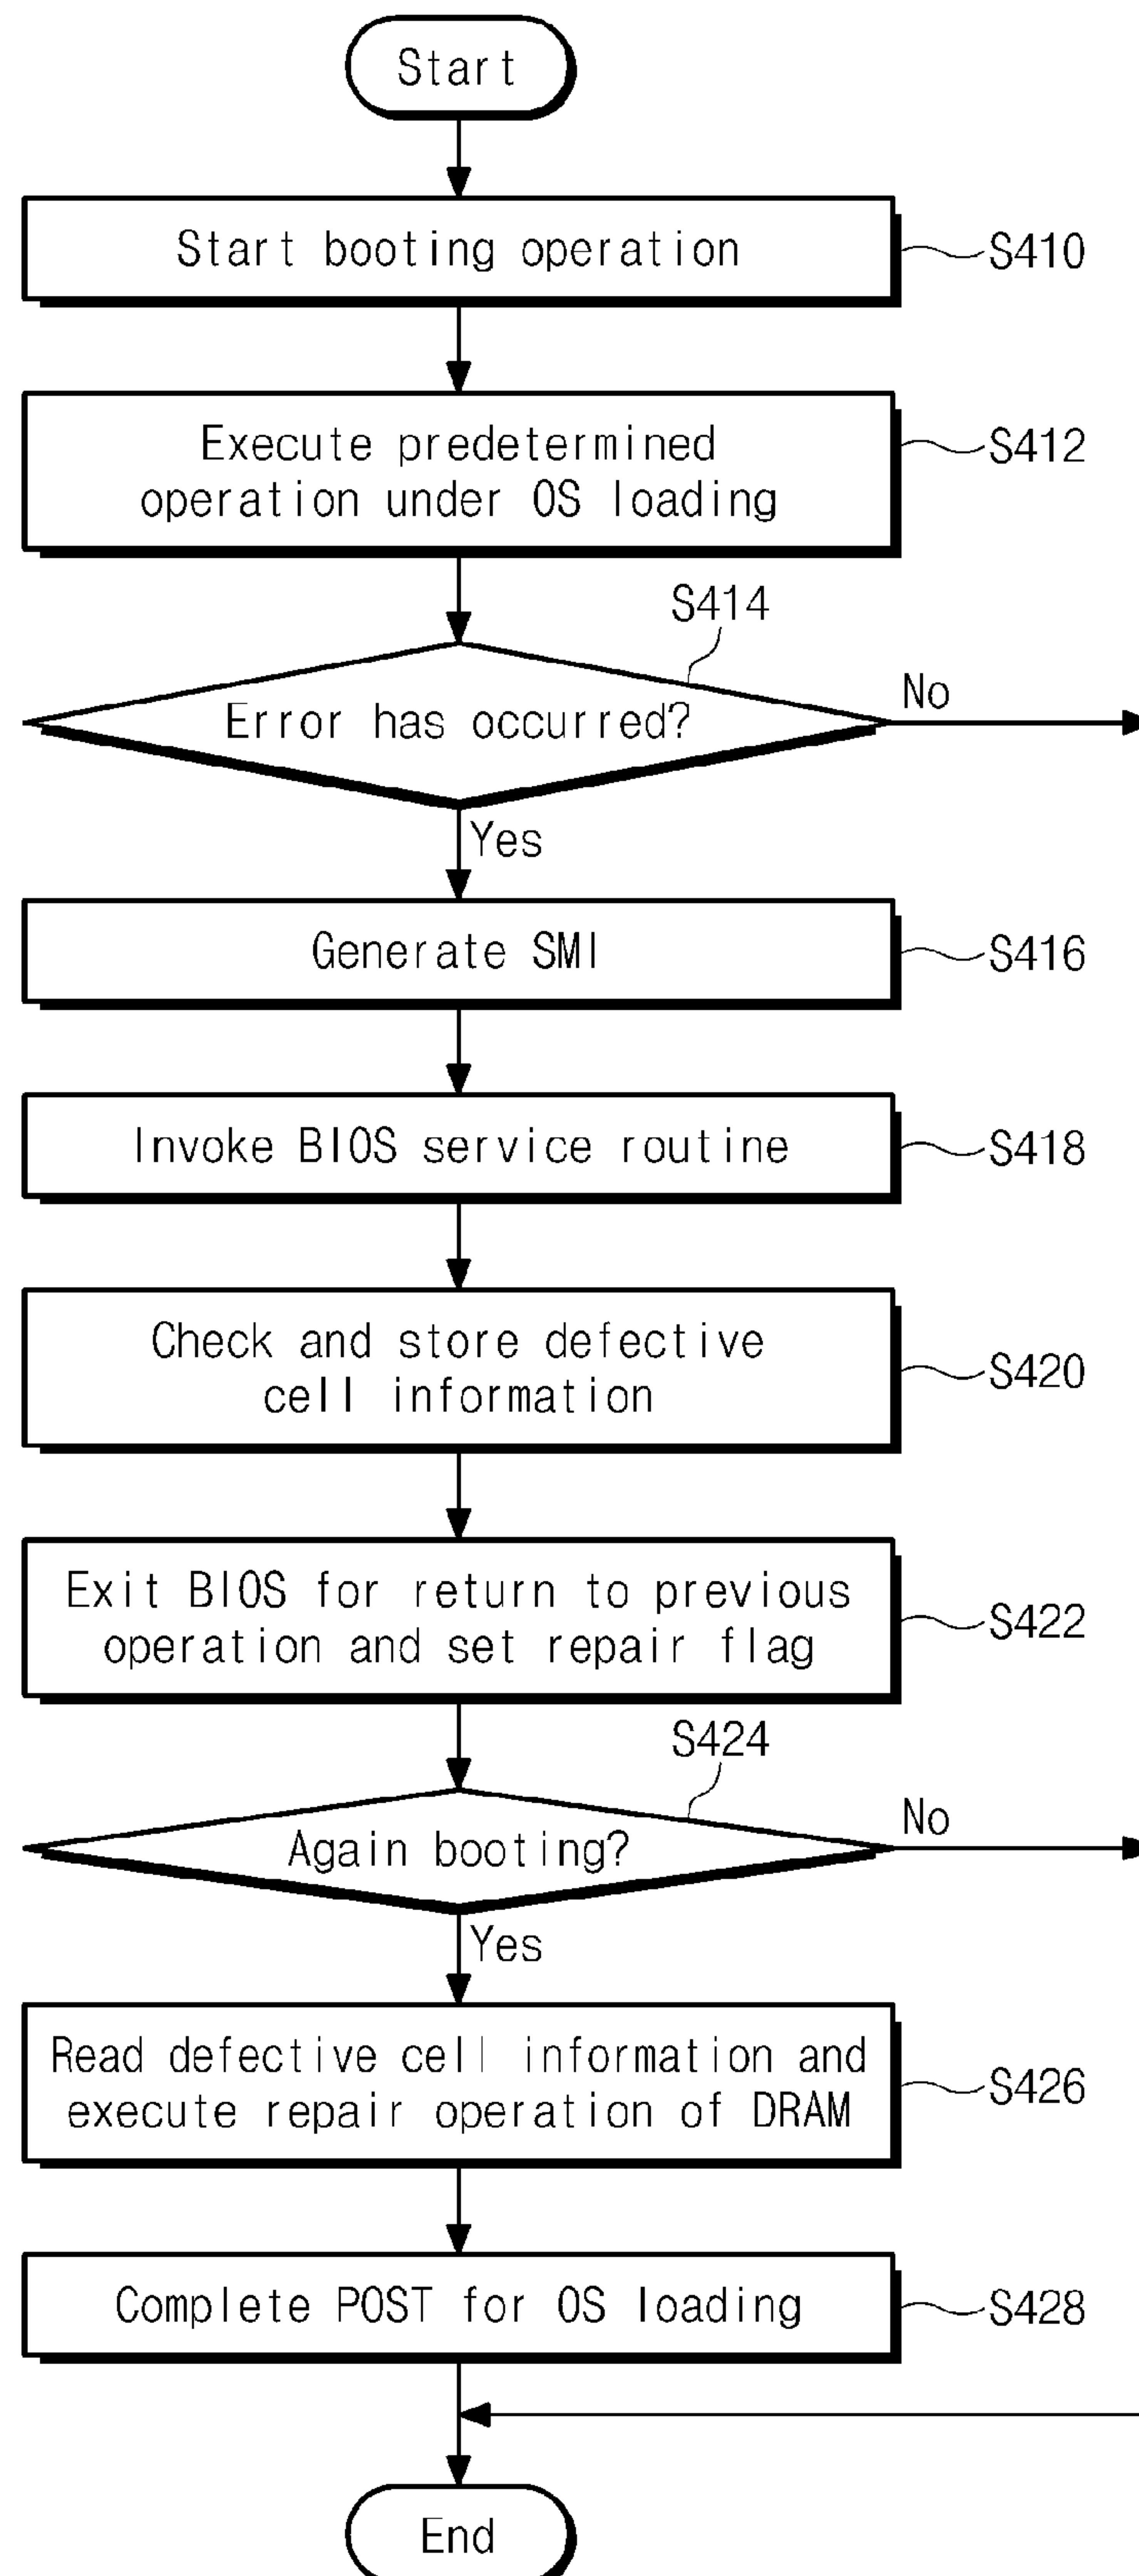 Start
Start booting operation
S410
Execute predetermined
operation under OS loading
S412
S414
Error has occurred?
No
Yes
Generate SMI
S416
Invoke BIOS service routine
S418
Check and store defective
cell information
S420
Exit BIOS for return to previous
operation and set repair flag
S422
S424
Again booting?
No
Yes
Read defective cell information and
execute repair operation of DRAM
S426
Complete POST for OS loading
S428
End